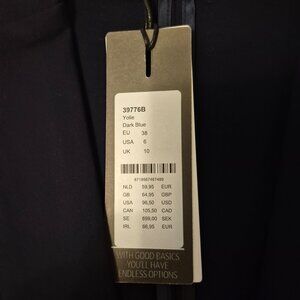 39776B
Yolie
Dark Blue
EU 38
USA 6
UK 10
NLD 59,95 EUR
GB 64,95 GBP
USA 96,50 USD
CAN 105,50 CAD
SE 699,00 SEK
IRL 66,95 EUR
WITH GOOD BASICS
YOU'LL HAVE
ENDLESS OPTIONS